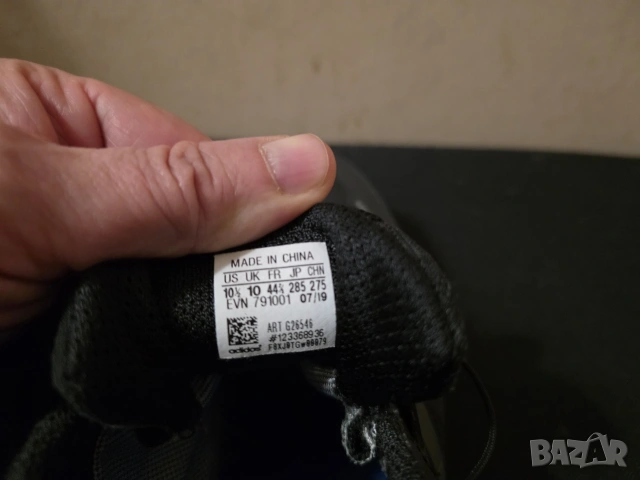 MADE IN CHINA
US UK FR JP CHN
10½ 10 44⅔ 285 275
EVN 791001 07/19
ART G26546
#123368936
adidas
BAZAR